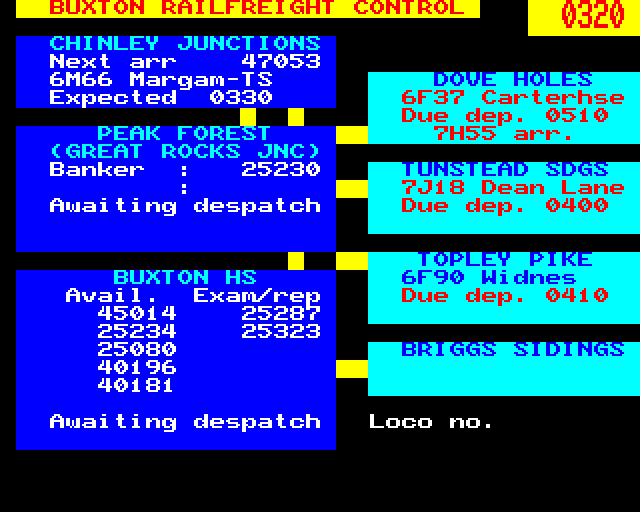 BUXTON RAILFREIGHT CONTROL
0320
CHINLEY JUNCTIONS
Next arr 47053
6M66 Margam-TS
Expected 0330
PEAK FOREST
(GREAT ROCKS JNC)
Banker : 25230
:
Awaiting despatch
BUXTON HS
Avail. Exam/rep
45014 25287
25234 25323
25080
40196
40181
Awaiting despatch
DOVE HOLES
6F37 Carterhse
Due dep. 0510
7H55 arr.
TUNSTEAD SDGS
7J18 Dean Lane
Due dep. 0400
TOPLEY PIKE
6F90 Widnes
Due dep. 0410
BRIGGS SIDINGS
Loco no.